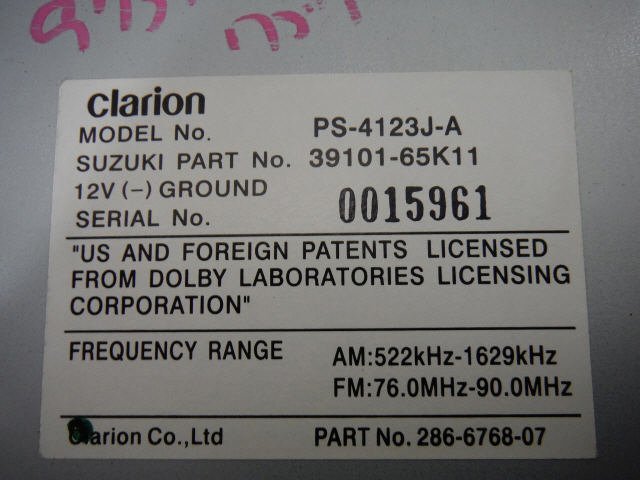 clarion
MODEL No. PS-4123J-A
SUZUKI PART No. 39101-65K11
12V (−) GROUND
SERIAL No. 0015961
"US AND FOREIGN PATENTS LICENSED
FROM DOLBY LABORATORIES LICENSING
CORPORATION"
FREQUENCY RANGE AM:522kHz-1629kHz
FM:76.0MHz-90.0MHz
Clarion Co.,Ltd PART No. 286-6768-07